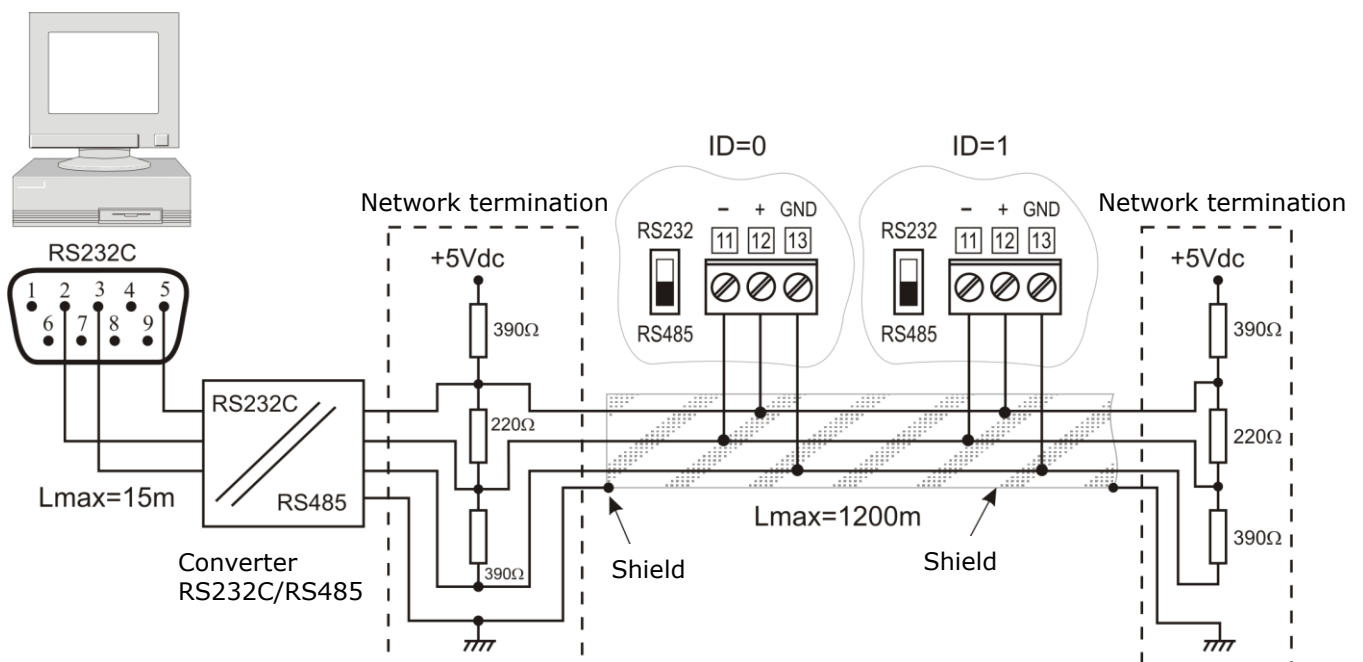 ID=0
ID=1
Network termination
- + GND
RS232
11 12 13
RS485
- + GND
RS232
11 12 13
RS485
Network termination
RS232C
1 2 3 4 5
6 7 8 9
+5Vdc
390Ω
220Ω
390Ω
+5Vdc
390Ω
220Ω
390Ω
RS232C
RS485
Lmax=15m
Converter
RS232C/RS485
Shield
Lmax=1200m
Shield